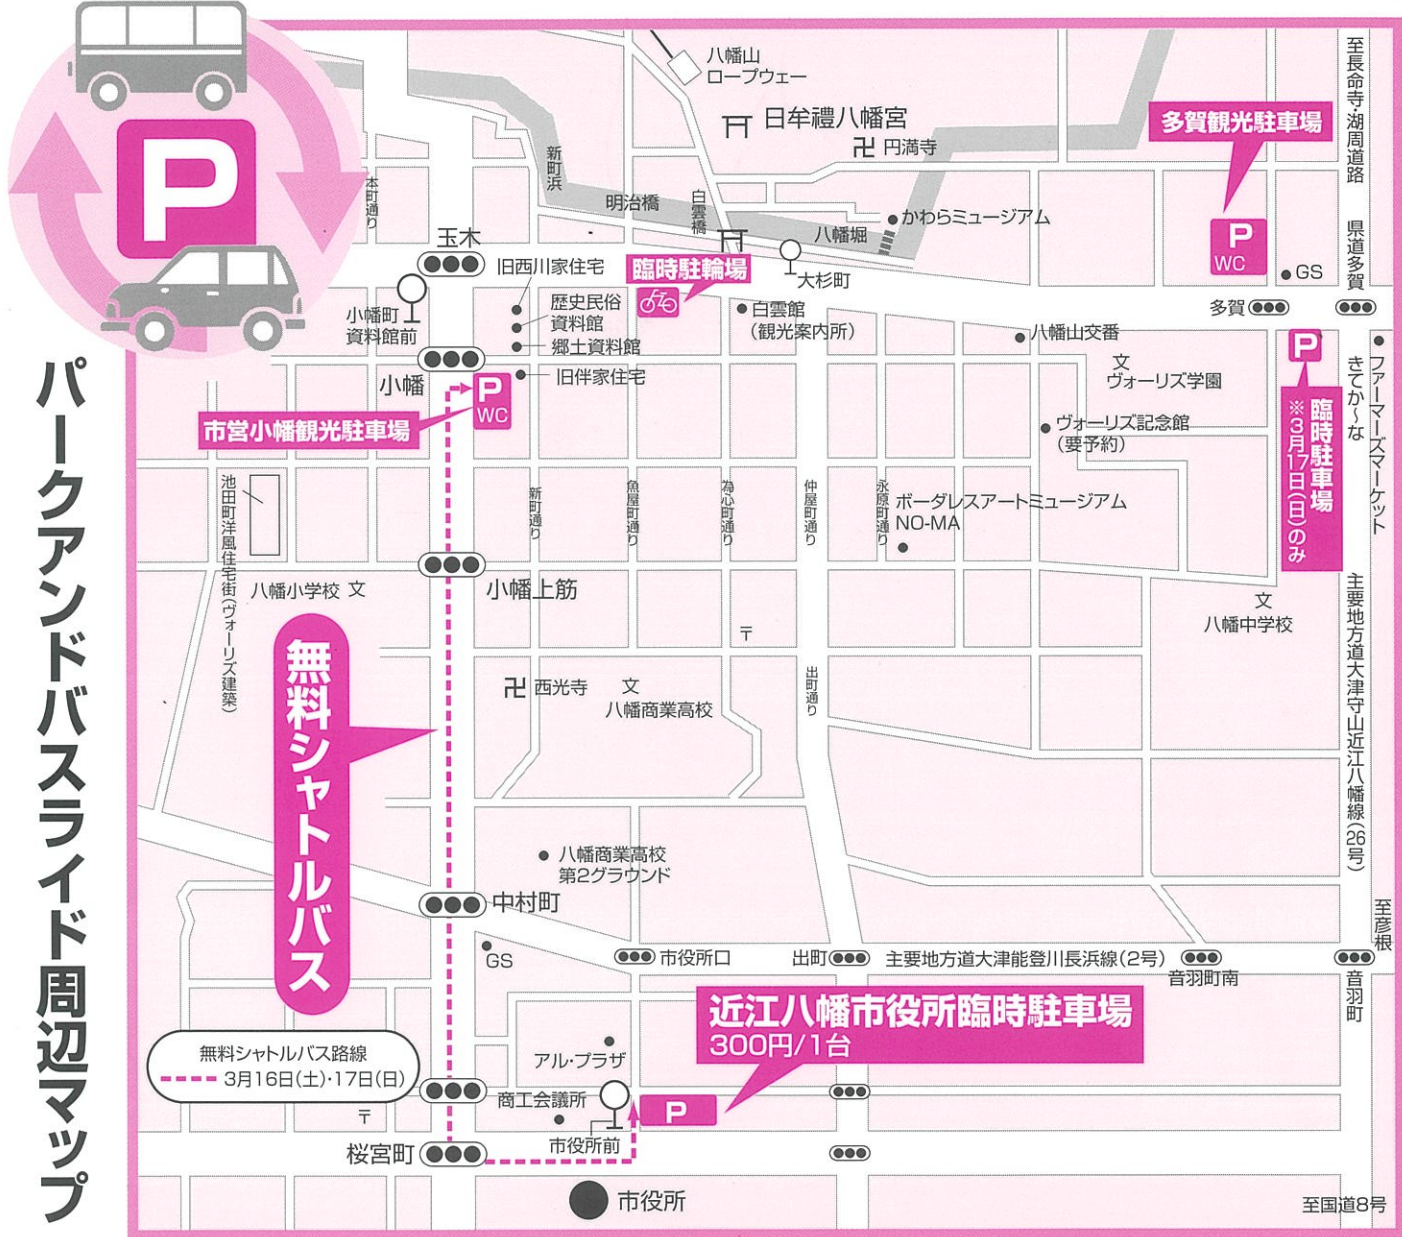 パークアンドバスライド周辺マップ
P
八幡山
ロープウェー
日牟禮八幡宮
卍 円満寺
多賀観光駐車場
P
WC
至長命寺・湖周道路
県道多賀
本町通り
新町浜
明治橋
白雲橋
八幡堀
かわらミュージアム
GS
玉木
旧西川家住宅
臨時駐輪場
大杉町
小幡町
資料館前
歴史民俗
資料館
郷土資料館
白雲館
(観光案内所)
八幡山交番
多賀
P
小幡
旧伴家住宅
P
WC
市営小幡観光駐車場
文
ヴォーリズ学園
ヴォーリズ記念館
(要予約)
臨時駐車場
※3月17日(日)のみ
ファーマーズマーケット
きてか〜な
池田町洋風住宅街(ヴォーリズ建築)
新町通り
魚屋町通り
為心町通り
仲屋町通り
永原町通り
ボーダレスアートミュージアム
NO-MA
八幡小学校 文
小幡上筋
文
八幡中学校
主要地方道大津守山近江八幡線(26号)
無料シャトルバス
〒
卍 西光寺
文
八幡商業高校
出町通り
八幡商業高校
第2グラウンド
中村町
GS
市役所口
出町
主要地方道大津能登川長浜線(2号)
音羽町南
至彦根
音羽町
近江八幡市役所臨時駐車場
300円/1台
無料シャトルバス路線
3月16日(土)・17日(日)
アル・プラザ
商工会議所
P
〒
市役所前
桜宮町
市役所
至国道8号